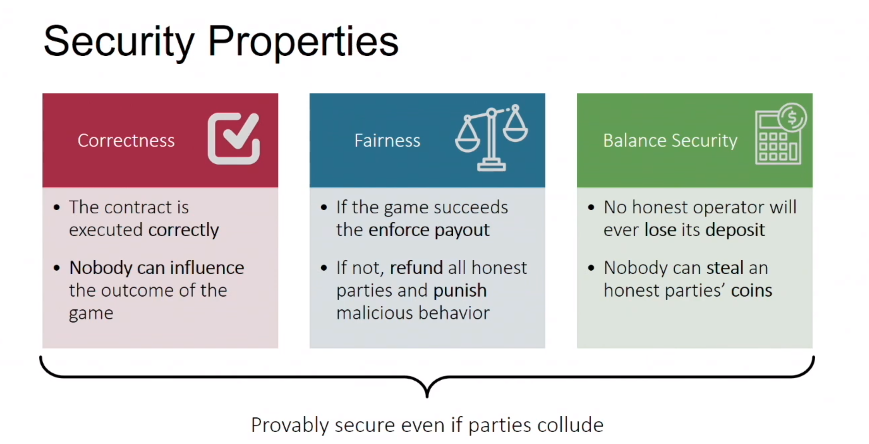 Security Properties
Correctness
• The contract is
executed correctly
• Nobody can influence
the outcome of the
game
Fairness
• If the game succeeds
the enforce payout
• If not, refund all honest
parties and punish
malicious behavior
Balance Security
$
• No honest operator will
ever lose its deposit
• Nobody can steal an
honest parties’ coins
Provably secure even if parties collude